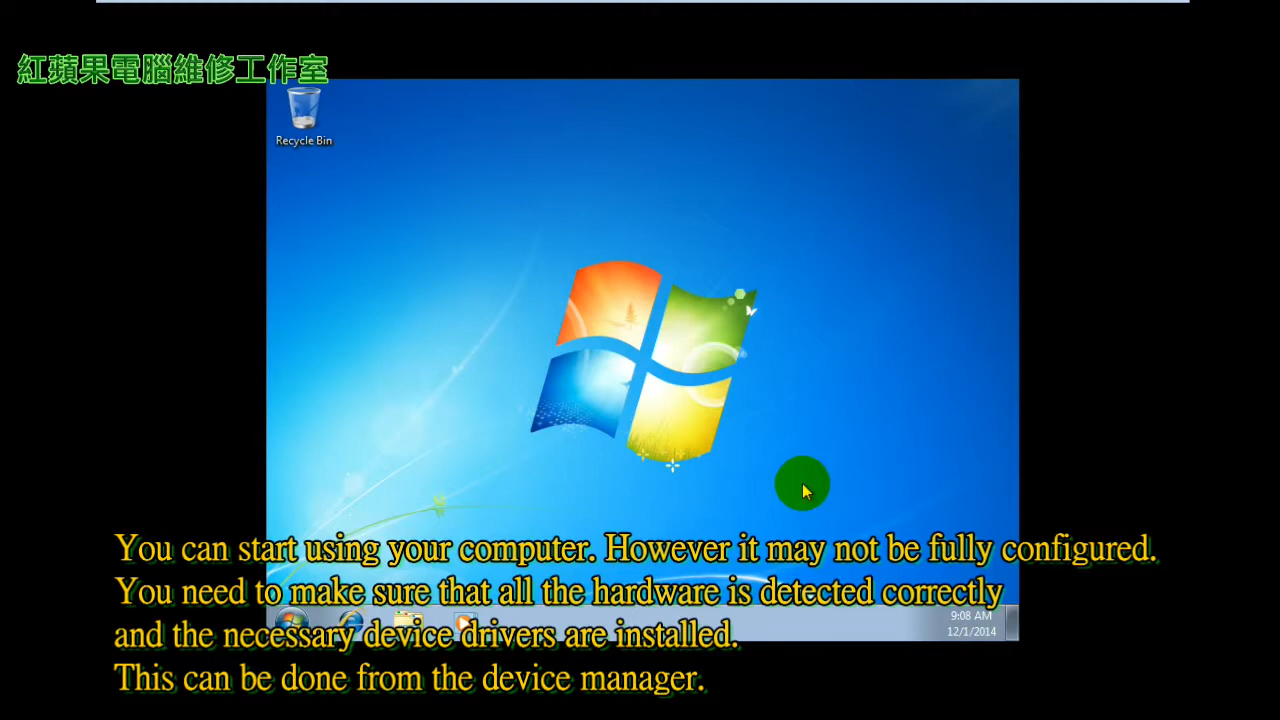 紅蘋果電腦維修工作室
Recycle Bin
You can start using your computer. However it may not be fully configured.
You need to make sure that all the hardware is detected correctly
and the necessary device drivers are installed.
This can be done from the device manager.
9:08 AM
12/1/2014